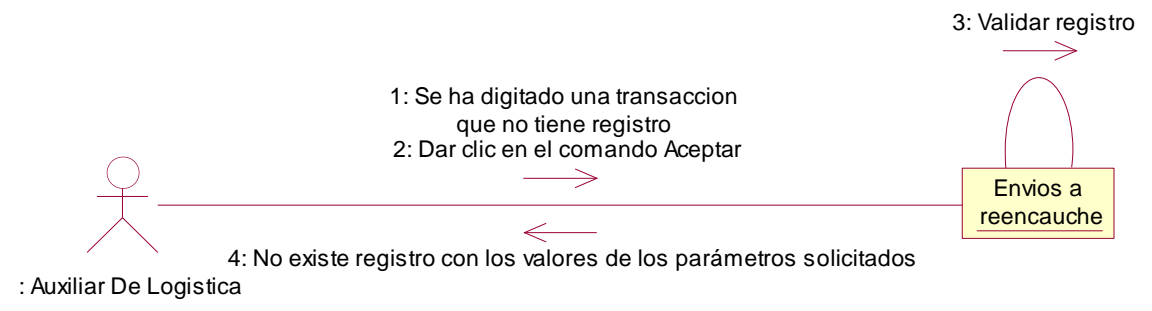 3: Validar registro
1: Se ha digitado una transaccion
que no tiene registro
2: Dar clic en el comando Aceptar
Envios a
reencauche
4: No existe registro con los valores de los parámetros solicitados
: Auxiliar De Logistica